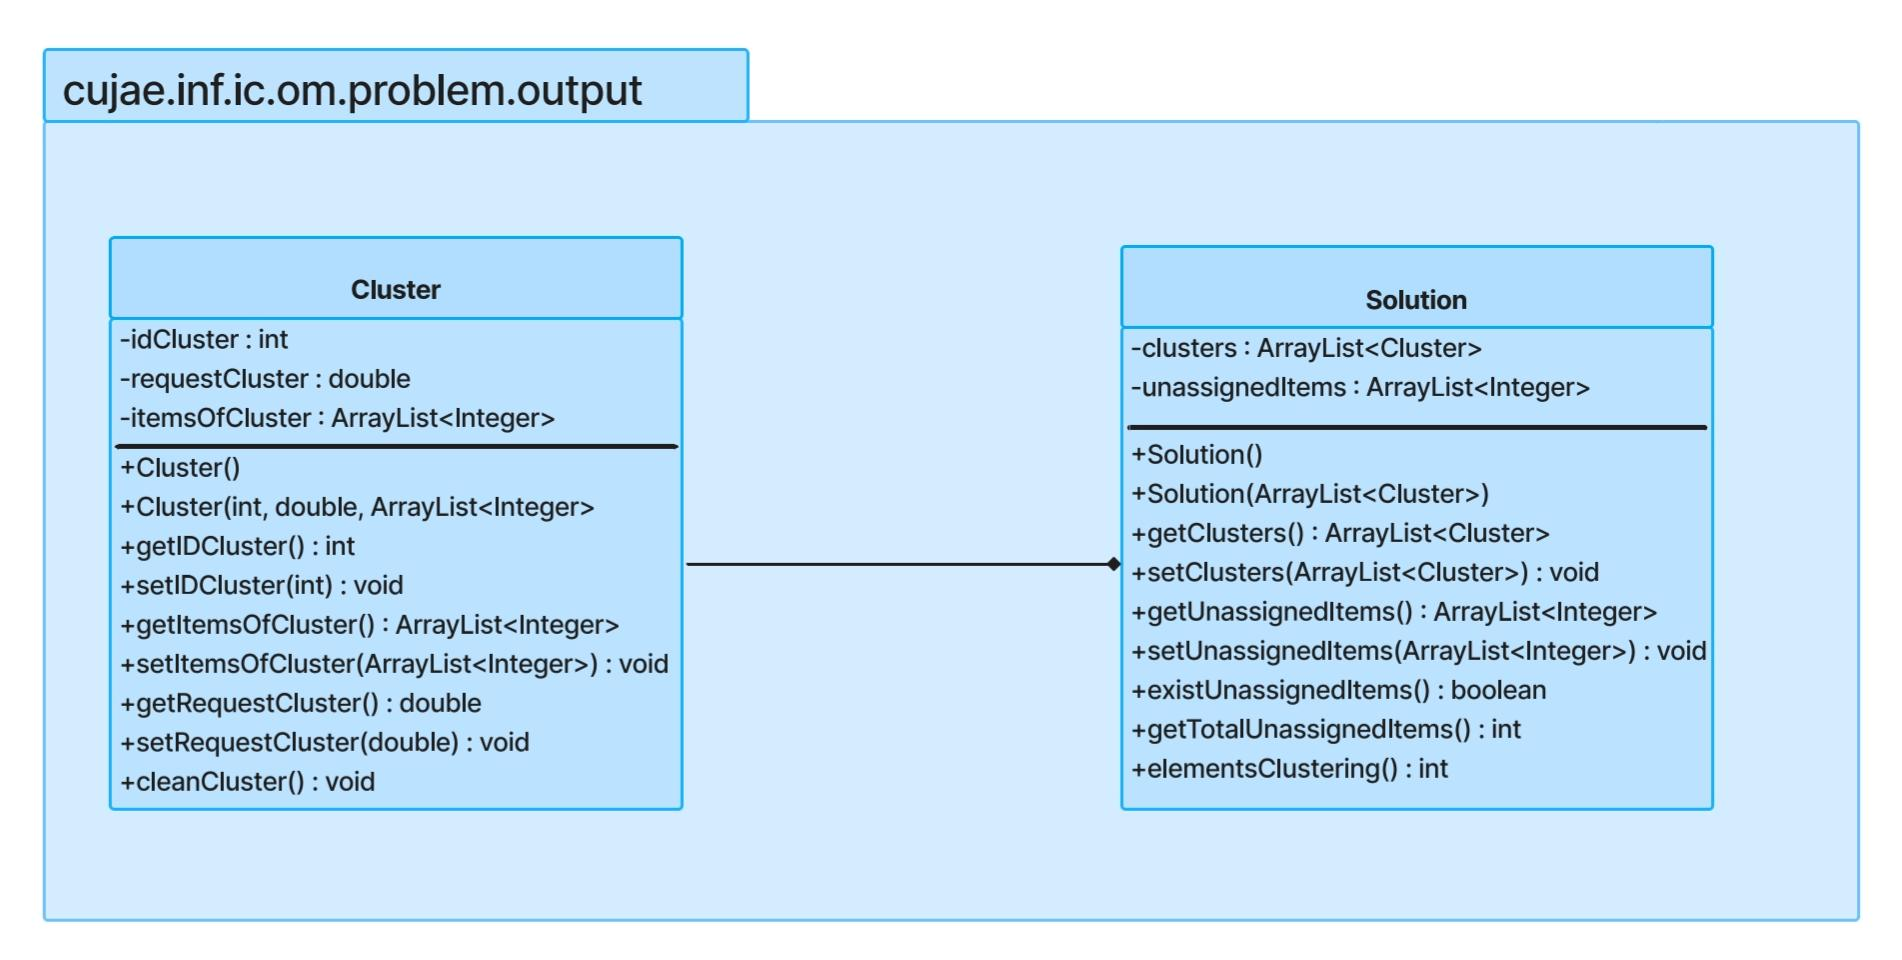 cujae.inf.ic.om.problem.output
Cluster
-idCluster : int
-requestCluster : double
-itemsOfCluster : ArrayList<Integer>
+Cluster()
+Cluster(int, double, ArrayList<Integer>
+getIDCluster() : int
+setIDCluster(int) : void
+getItemsOfCluster() : ArrayList<Integer>
+setItemsOfCluster(ArrayList<Integer>) : void
+getRequestCluster() : double
+setRequestCluster(double) : void
+cleanCluster() : void
Solution
-clusters : ArrayList<Cluster>
-unassignedItems : ArrayList<Integer>
+Solution()
+Solution(ArrayList<Cluster>)
+getClusters() : ArrayList<Cluster>
+setClusters(ArrayList<Cluster>) : void
+getUnassignedItems() : ArrayList<Integer>
+setUnassignedItems(ArrayList<Integer>) : void
+existUnassignedItems() : boolean
+getTotalUnassignedItems() : int
+elementsClustering() : int